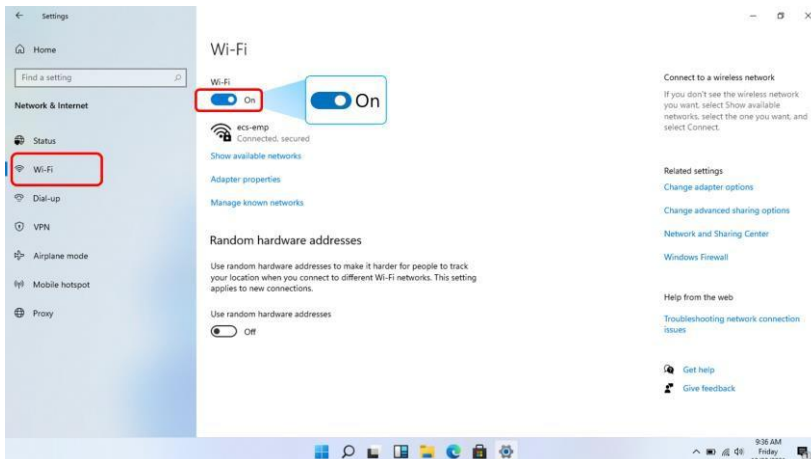 Settings
Home
Find a setting
Network & Internet
Status
Wi-Fi
Dial-up
VPN
Airplane mode
Mobile hotspot
Proxy
Wi-Fi
Wi-Fi
On
On
ecs-emp
Connected, secured
Show available networks
Adapter properties
Manage known networks
Random hardware addresses
Use random hardware addresses to make it harder for people to track
your location when you connect to different Wi-Fi networks. This setting
applies to new connections.
Use random hardware addresses
Off
Connect to a wireless network
If you don't see the wireless network
you want, select Show available
networks, select the one you want, and
select Connect.
Related settings
Change adapter options
Change advanced sharing options
Network and Sharing Center
Windows Firewall
Help from the web
Troubleshooting network connection
issues
Get help
Give feedback
9:36 AM
Friday